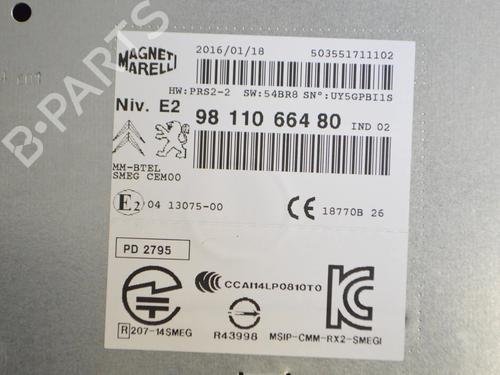 B-PARTS
MAGNETI MARELLI
2016/01/18
503551711102
HW:PRS2-2 SW:54BR8 SN°:UY5GPBI1S
Niv. E2
98 110 664 80 IND 02
MM-BTEL
SMEG CEM00
E2 04 13075-00
CE 18770B 26
PD 2795
CCAI14LP0810T0
R 207-14SMEG
R43998
MSIP-CMM-RX2-SMEGI